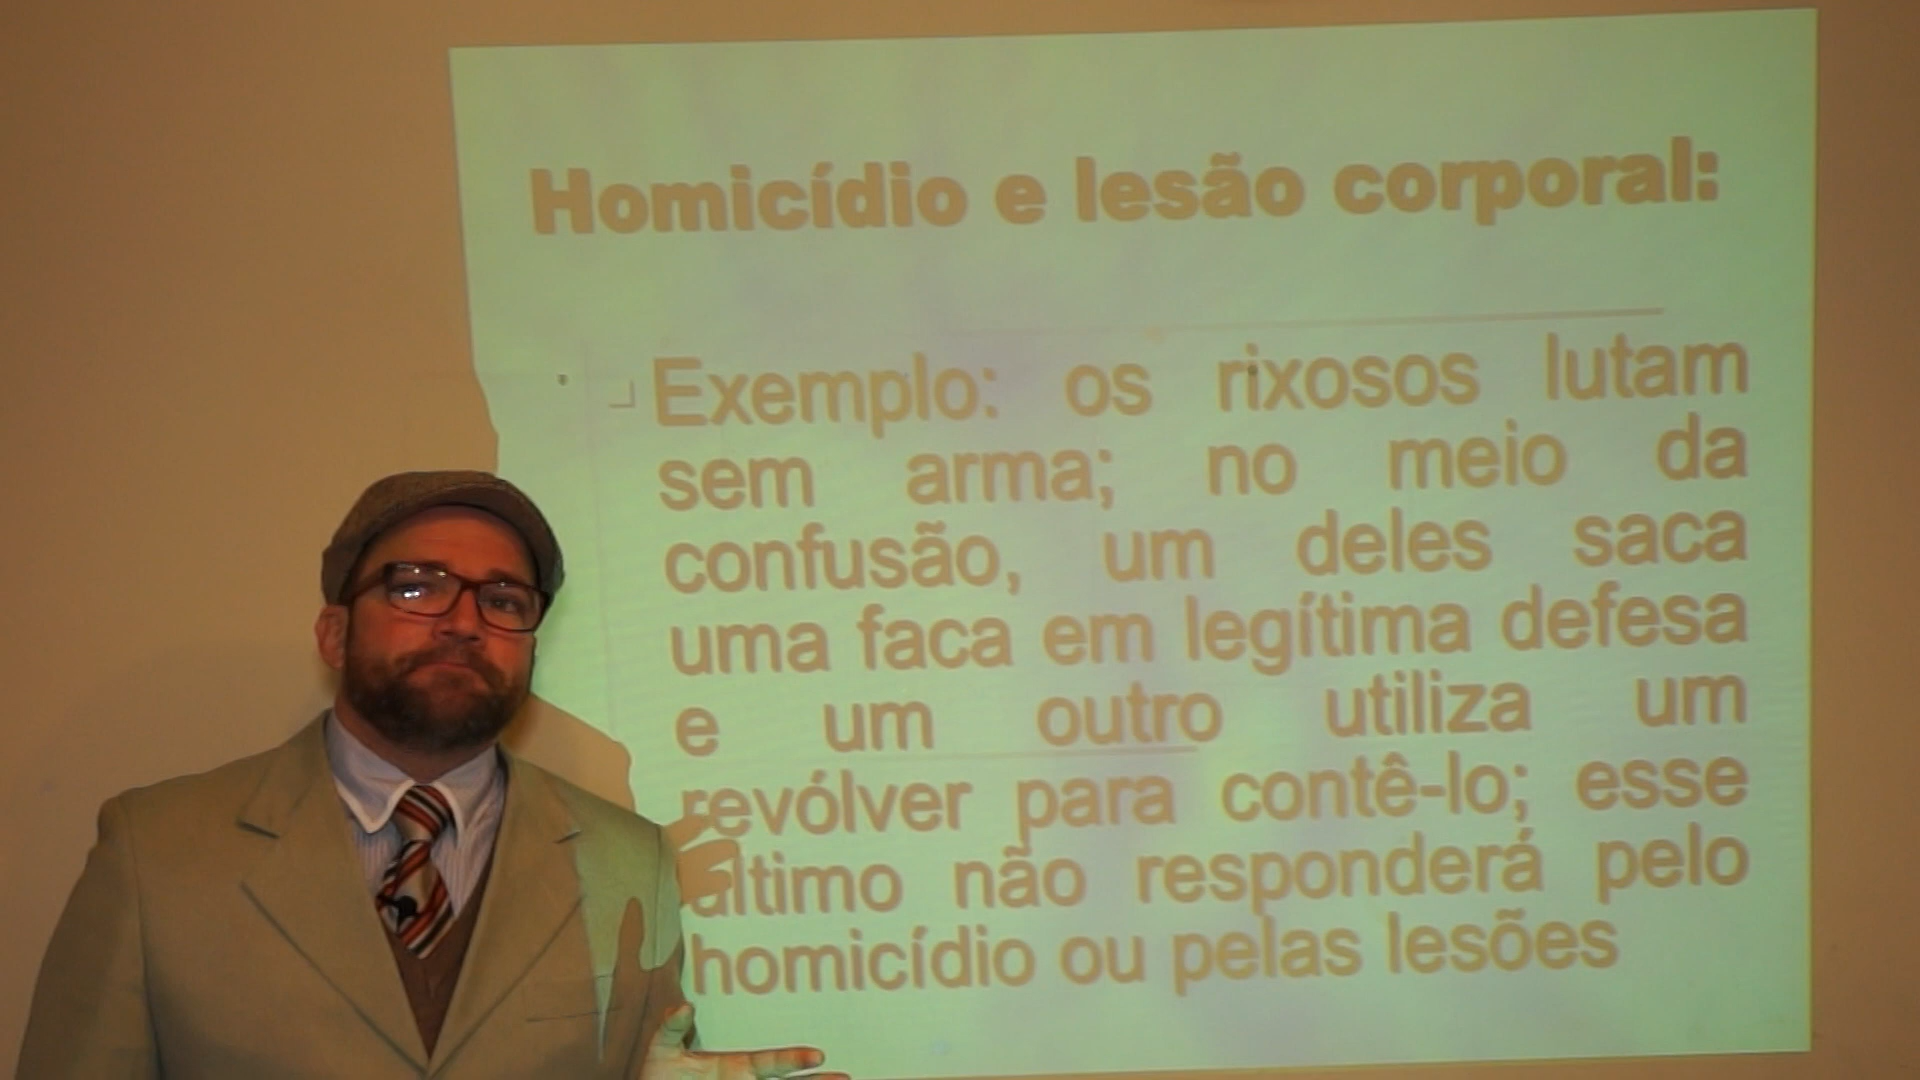 Homicídio e lesão corporal:
Exemplo: os rixosos lutam
sem arma; no meio da
confusão, um deles saca
uma faca em legítima defesa
e um outro utiliza um
revólver para contê-lo; esse
último não responderá pelo
homicídio ou pelas lesões